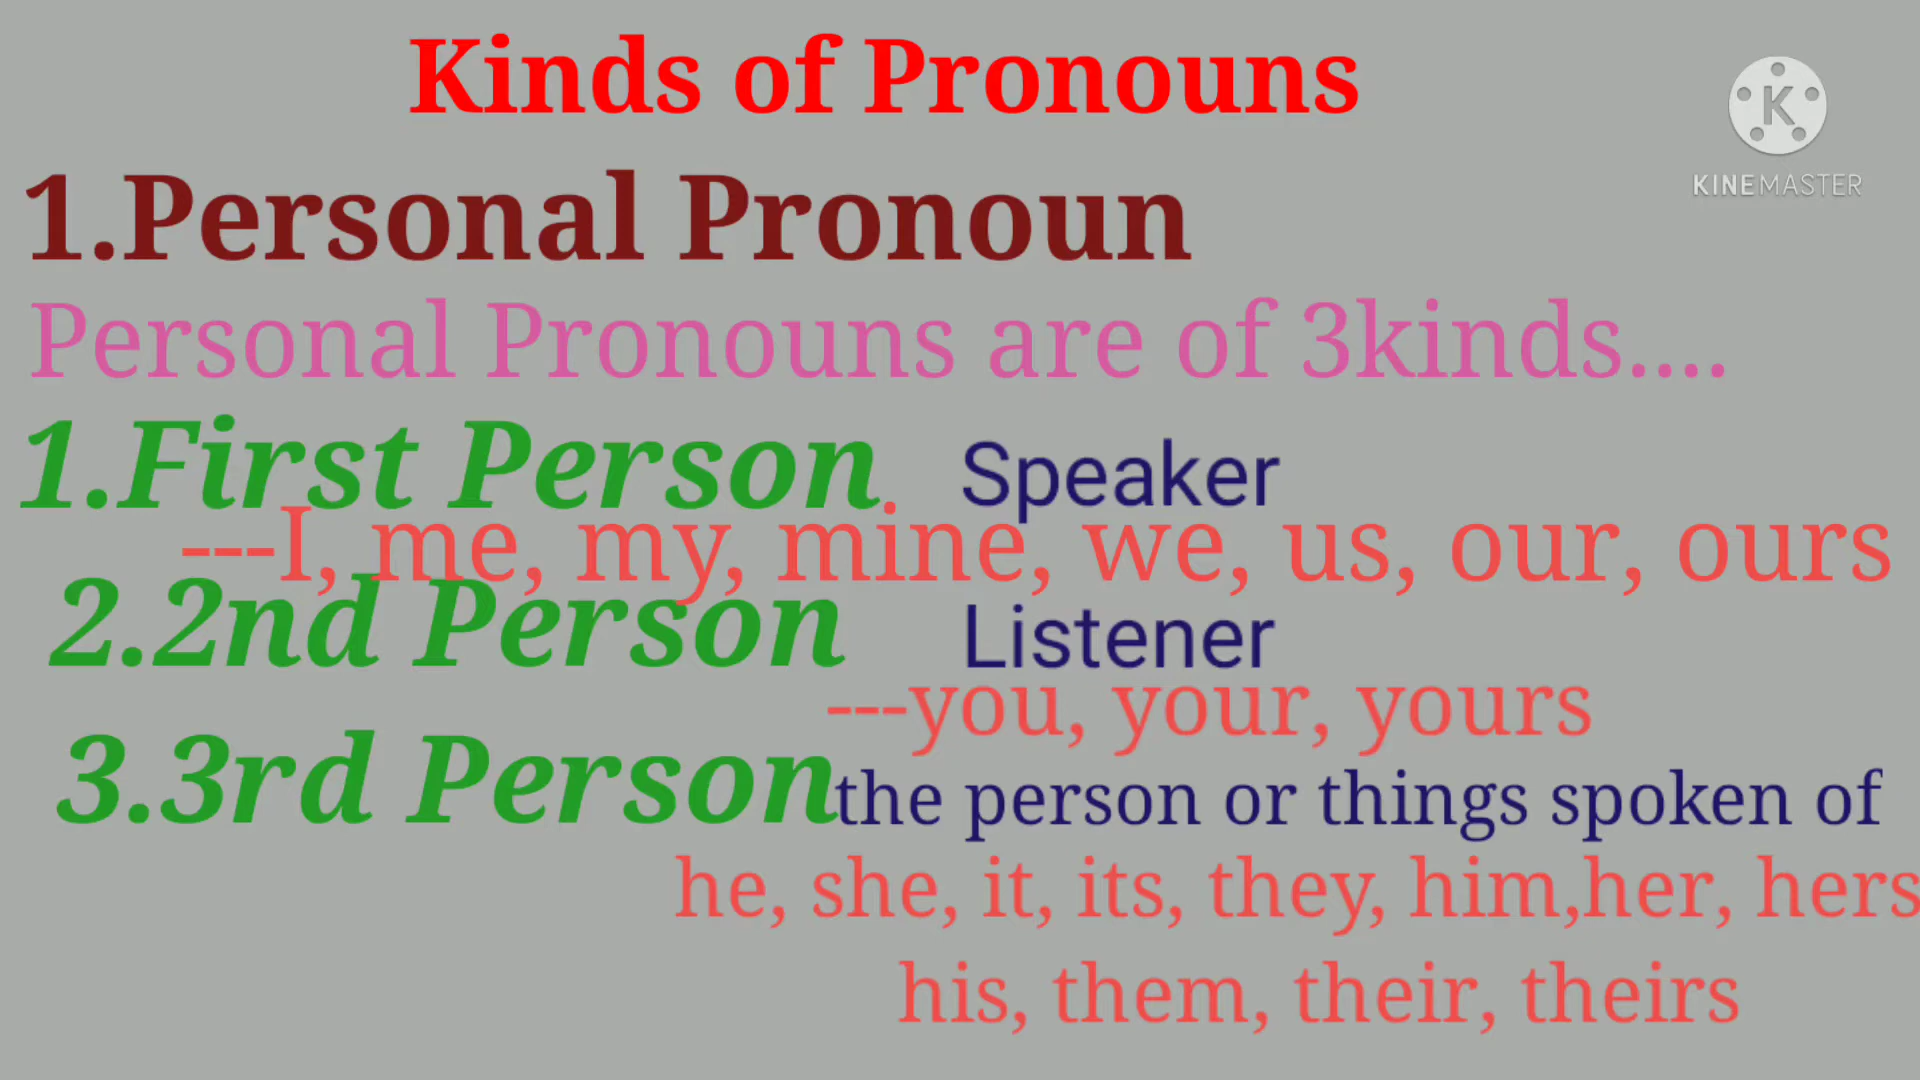 Kinds of Pronouns
KINEMASTER
1.Personal Pronoun
Personal Pronouns are of 3kinds....
1.First Person. Speaker
---I, me, my, mine, we, us, our, ours
2.2nd Person Listener
---you, your, yours
3.3rd Person the person or things spoken of
he, she, it, its, they, him,her, hers
his, them, their, theirs